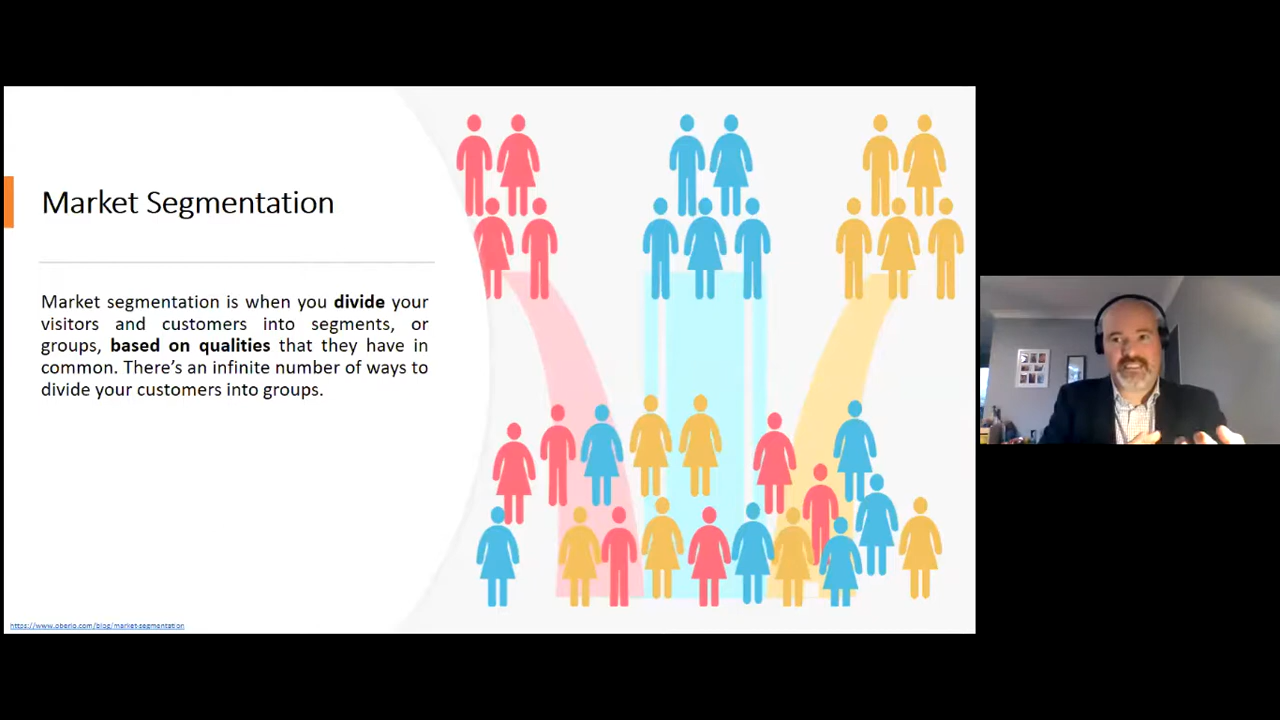 Market Segmentation
Market segmentation is when you divide your
visitors and customers into segments, or
groups, based on qualities that they have in
common. There’s an infinite number of ways to
divide your customers into groups.
https://www.oberlo.com/blog/market-segmentation